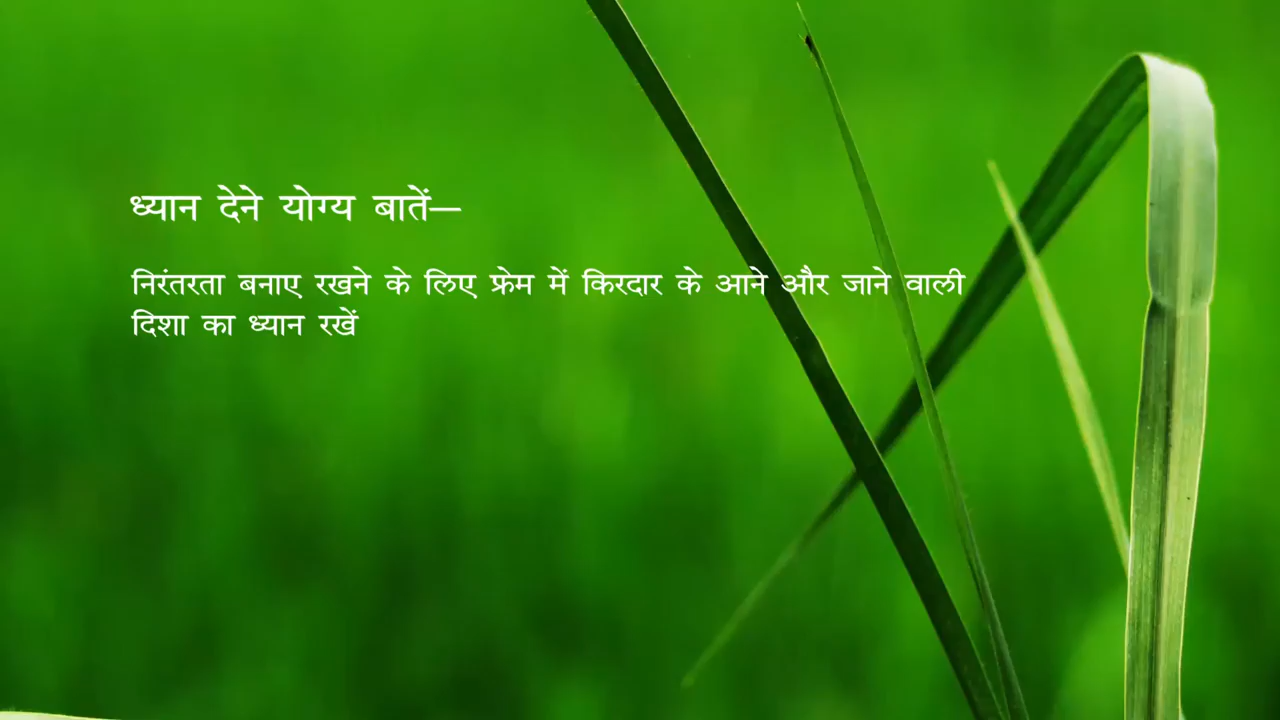 ध्यान देने योग्य बातें—
निरंतरता बनाए रखने के लिए फ्रेम में किरदार के आने और जाने वाली
दिशा का ध्यान रखें